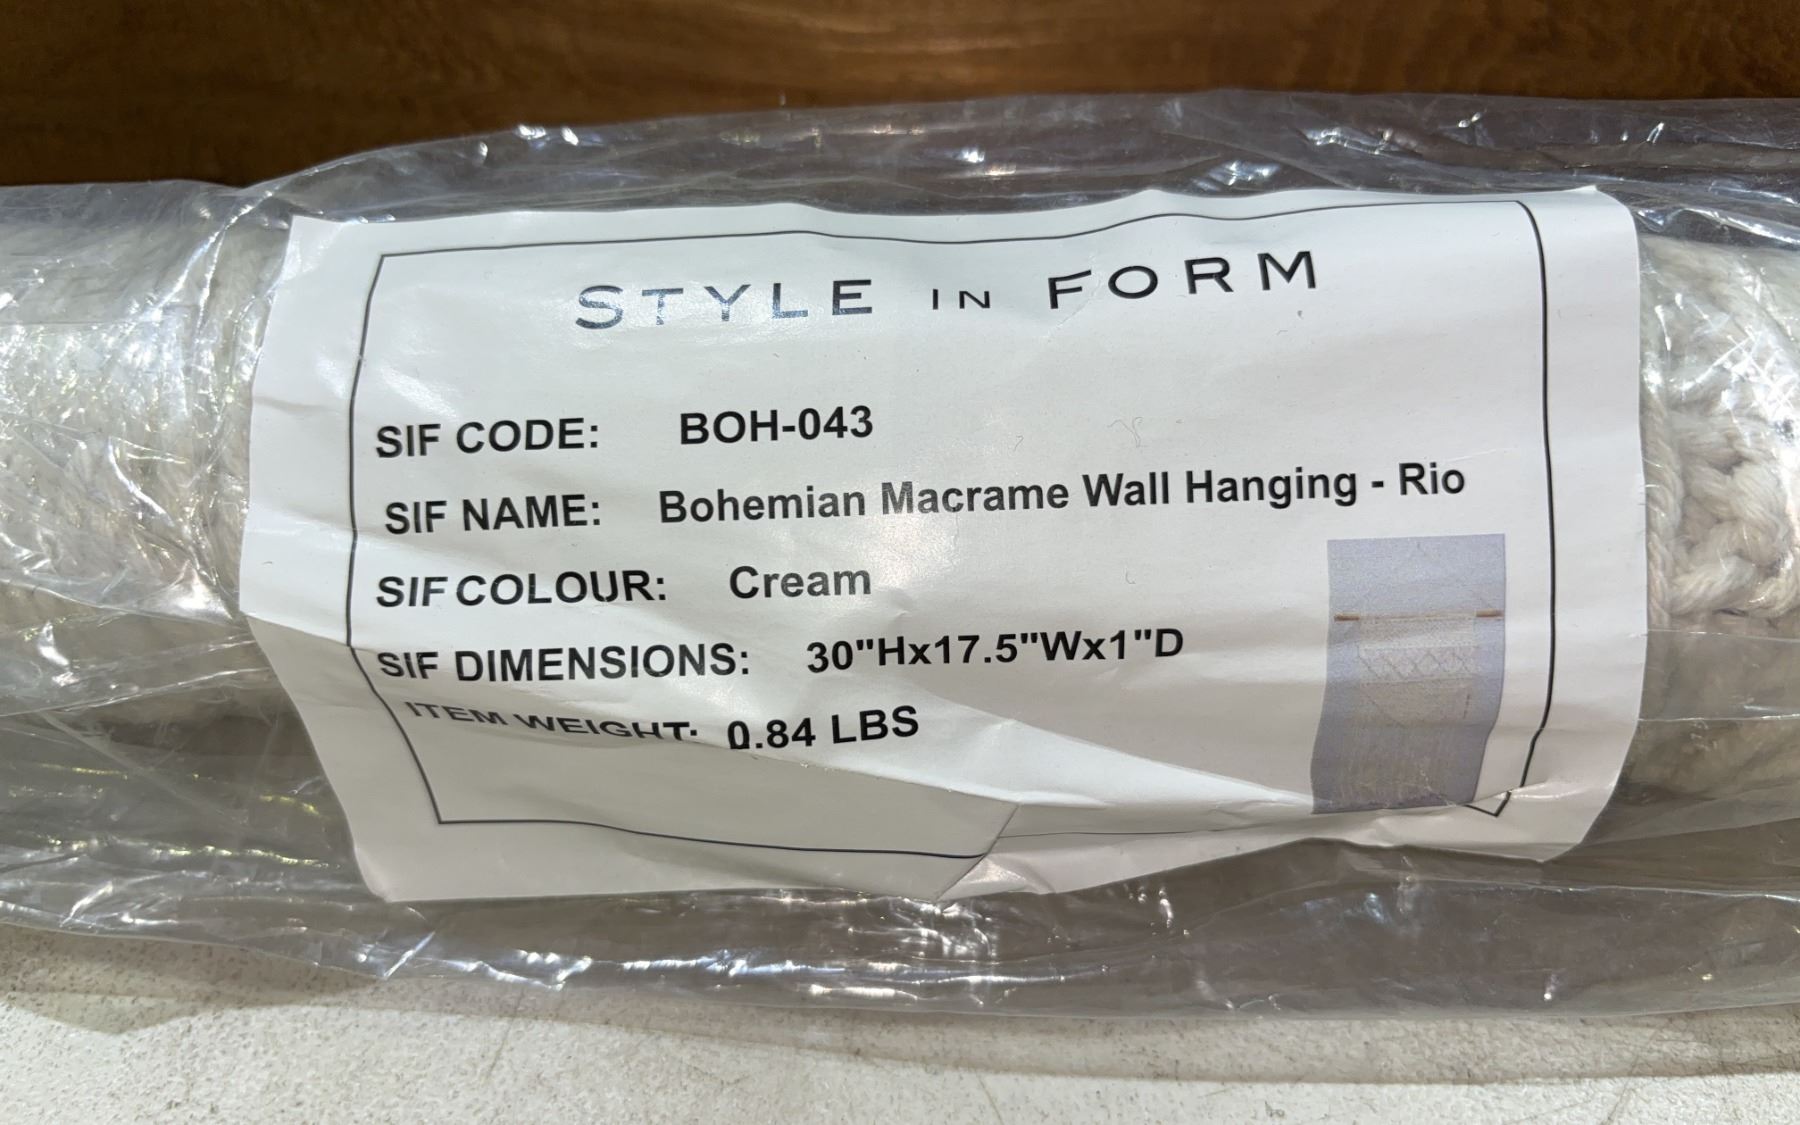 STYLE IN FORM
SIF CODE: BOH-043
SIF NAME: Bohemian Macrame Wall Hanging - Rio
SIF COLOUR: Cream
SIF DIMENSIONS: 30"Hx17.5"Wx1"D
ITEM WEIGHT: 0.84 LBS